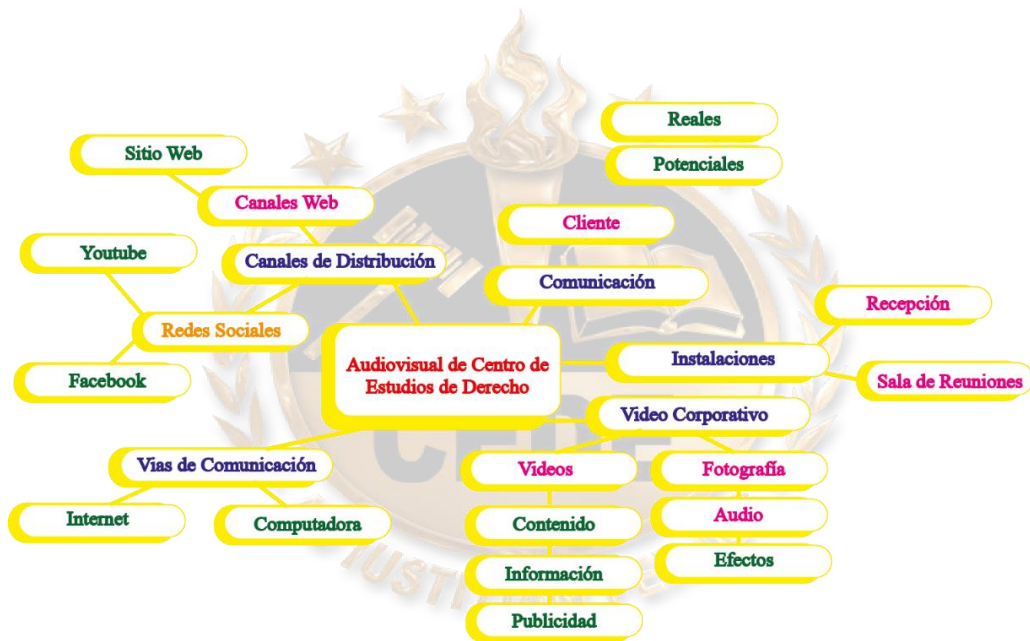 Reales
Potenciales
Sitio Web
Canales Web
Cliente
Youtube
Canales de Distribución
Comunicación
Redes Sociales
Recepción
Facebook
Audiovisual de Centro de
Estudios de Derecho
Instalaciones
Sala de Reuniones
Video Corporativo
Vias de Comunicación
Videos
Fotografía
Internet
Computadora
Contenido
Audio
Información
Efectos
Publicidad